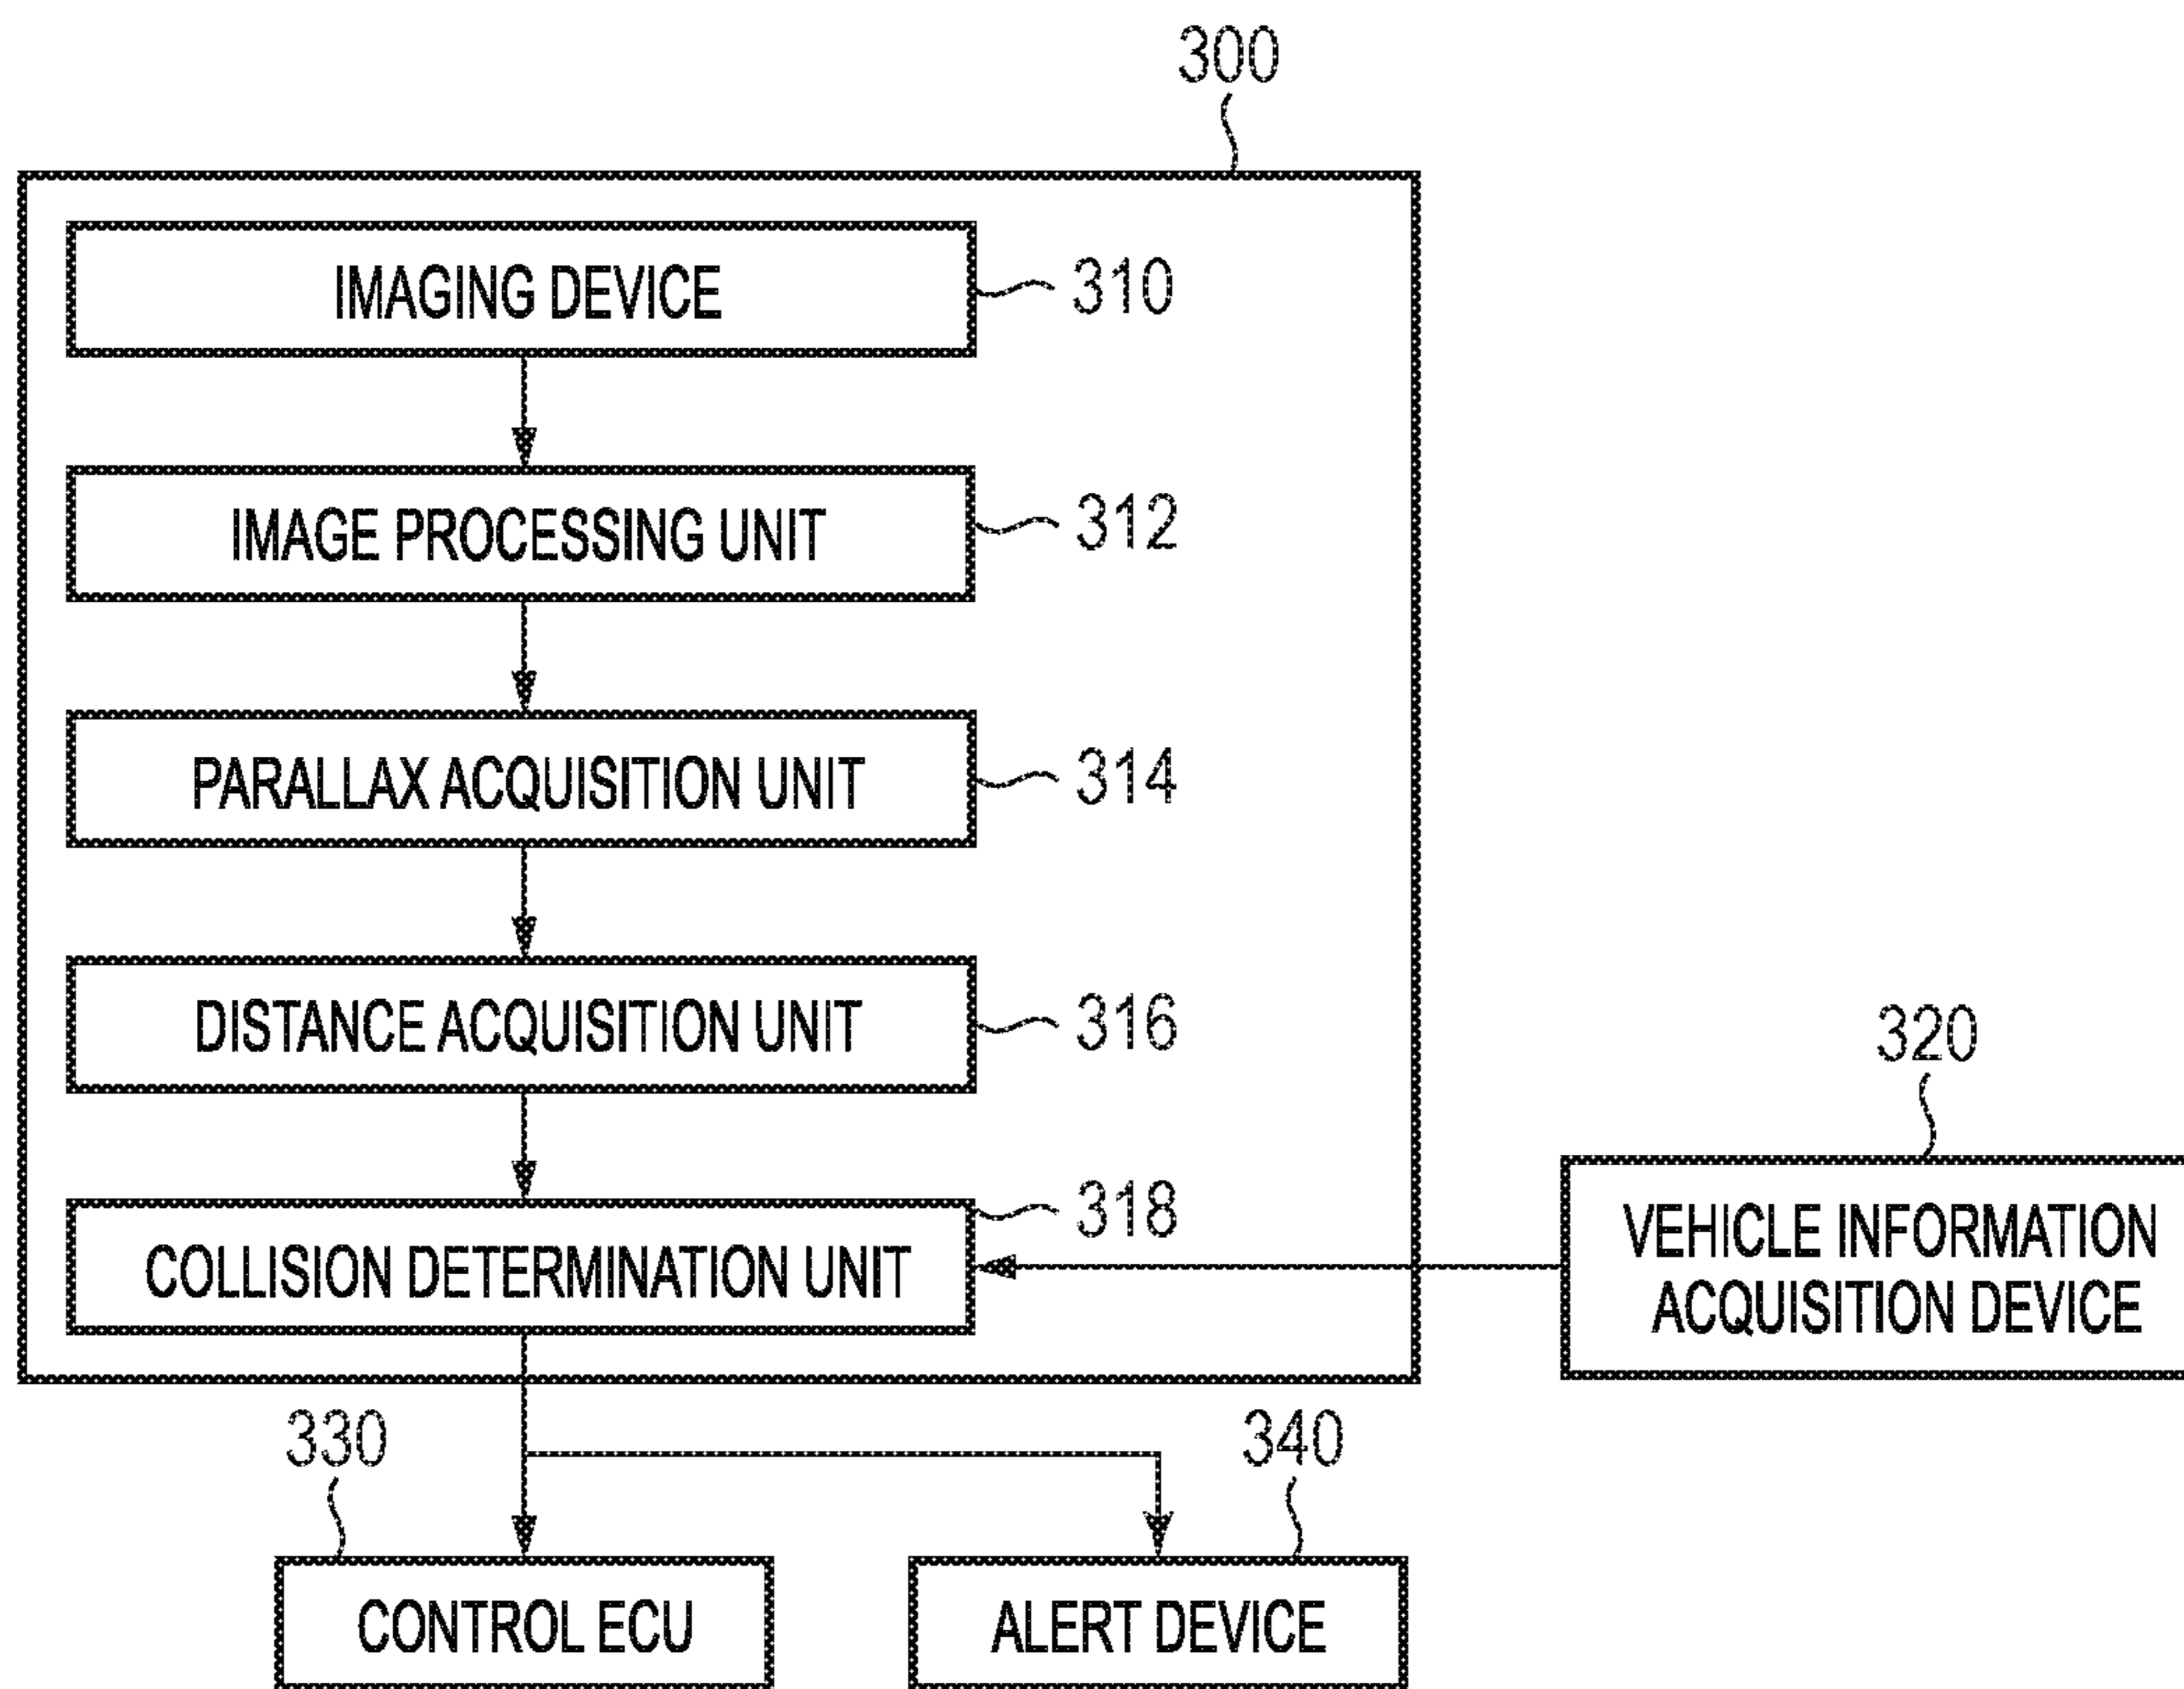 300
IMAGING DEVICE
310
IMAGE PROCESSING UNIT
312
PARALLAX ACQUISITION UNIT
314
DISTANCE ACQUISITION UNIT
316
COLLISION DETERMINATION UNIT
318
320
VEHICLE INFORMATION
ACQUISITION DEVICE
330
CONTROL ECU
340
ALERT DEVICE